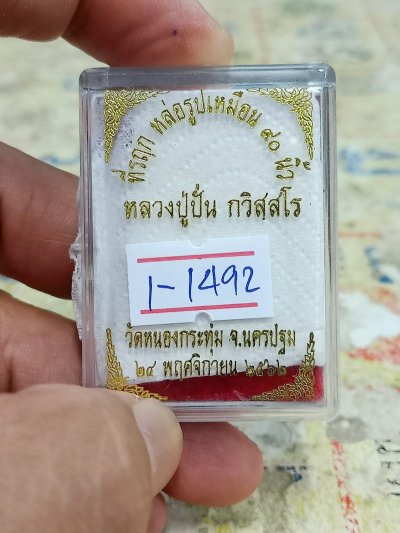 ที่รฤก หล่อรูปเหมือน ๙๐ นิ้ว
หลวงปู่ปั่น กวิสฺสโร
1-1492
วัดหนองกระทุ่ม จ.นครปฐม
๒๔ พฤศจิกายน ๒๕๖๒